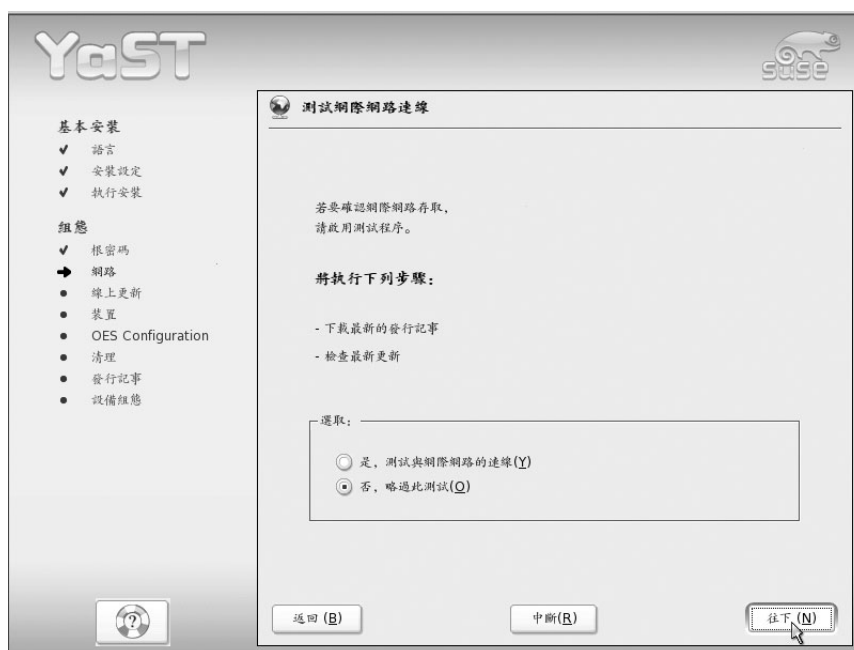 YaST
suse
基本安裝
✔ 語言
✔ 安裝設定
✔ 執行安裝
組態
✔ 根密碼
➔ 網路
● 線上更新
● 裝置
● OES Configuration
● 清理
● 發行記事
● 設備組態
測試網際網路連線
若要確認網際網路存取，
請啟用測試程序。
將執行下列步驟：
- 下載最新的發行記事
- 檢查最新更新
選取：
是，測試與網際網路的連線(Y)
否，略過此測試(O)
返回 (B)
中斷(R)
往下 (N)